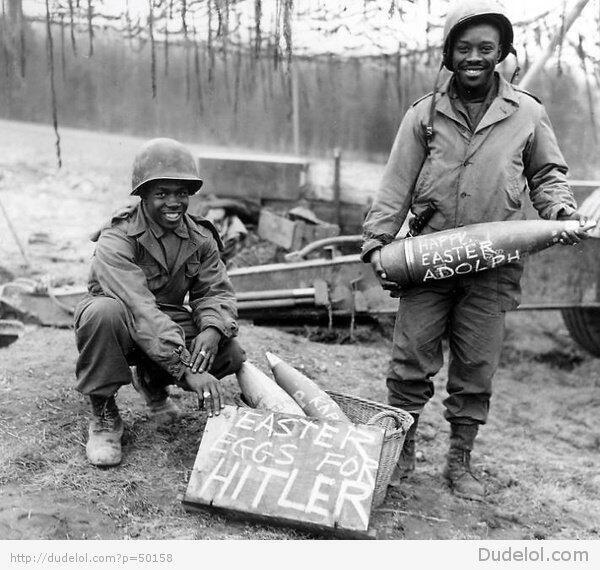 HAPPY
EASTER
ADOLPH
EASTER
EGGS FOR
HITLER
http://dudelol.com?p=50158
Dudelol.com